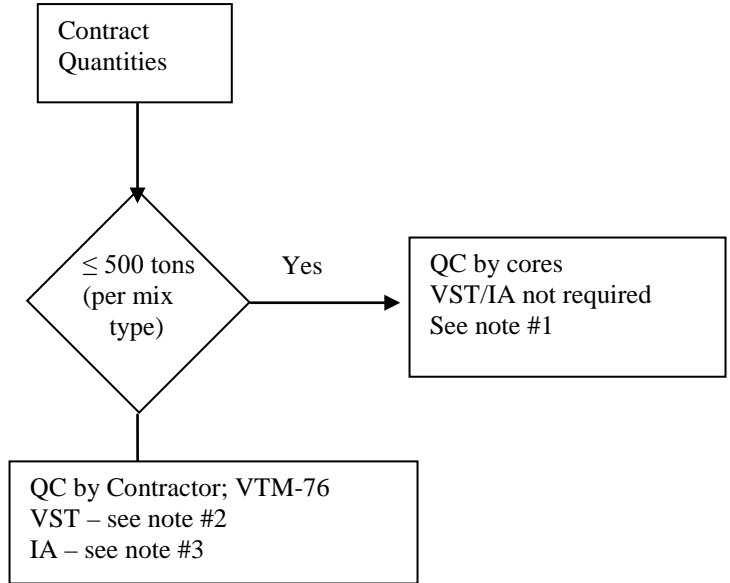 Contract
Quantities
≤ 500 tons
(per mix
type)
Yes
QC by cores
VST/IA not required
See note #1
QC by Contractor; VTM-76
VST – see note #2
IA – see note #3